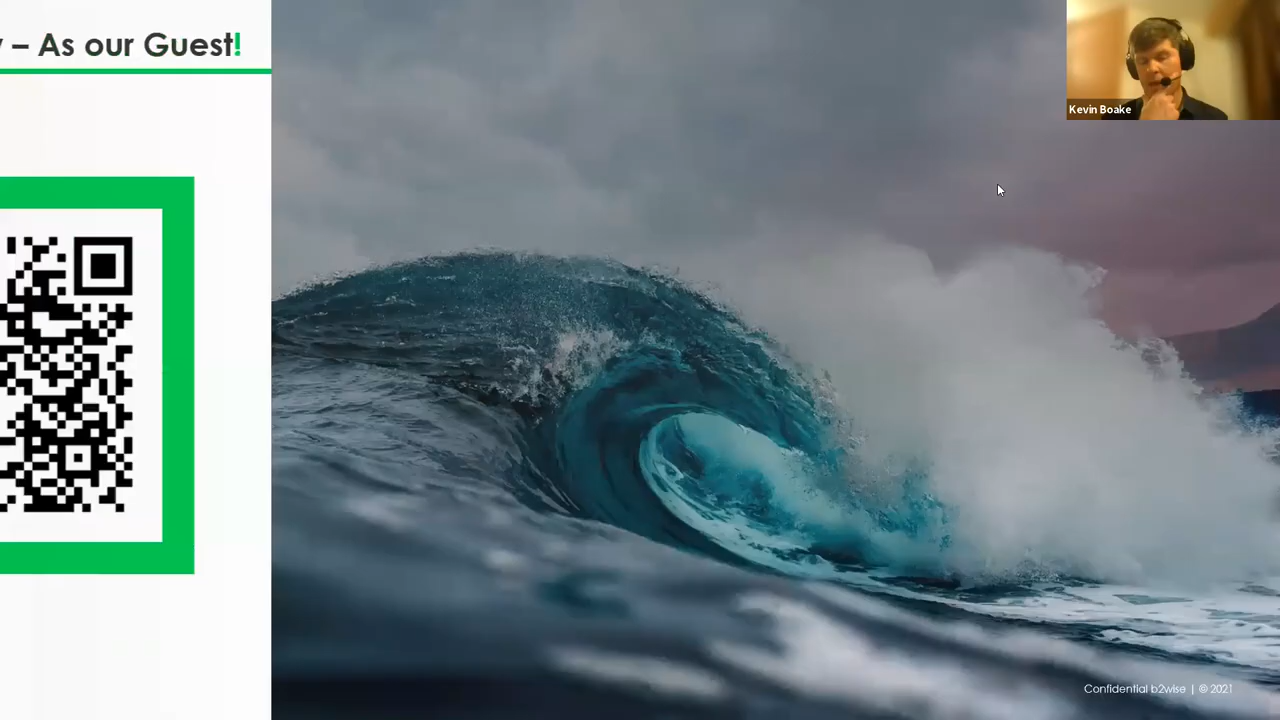 – As our Guest!
Kevin Boake
Confidential b2wise | © 2021